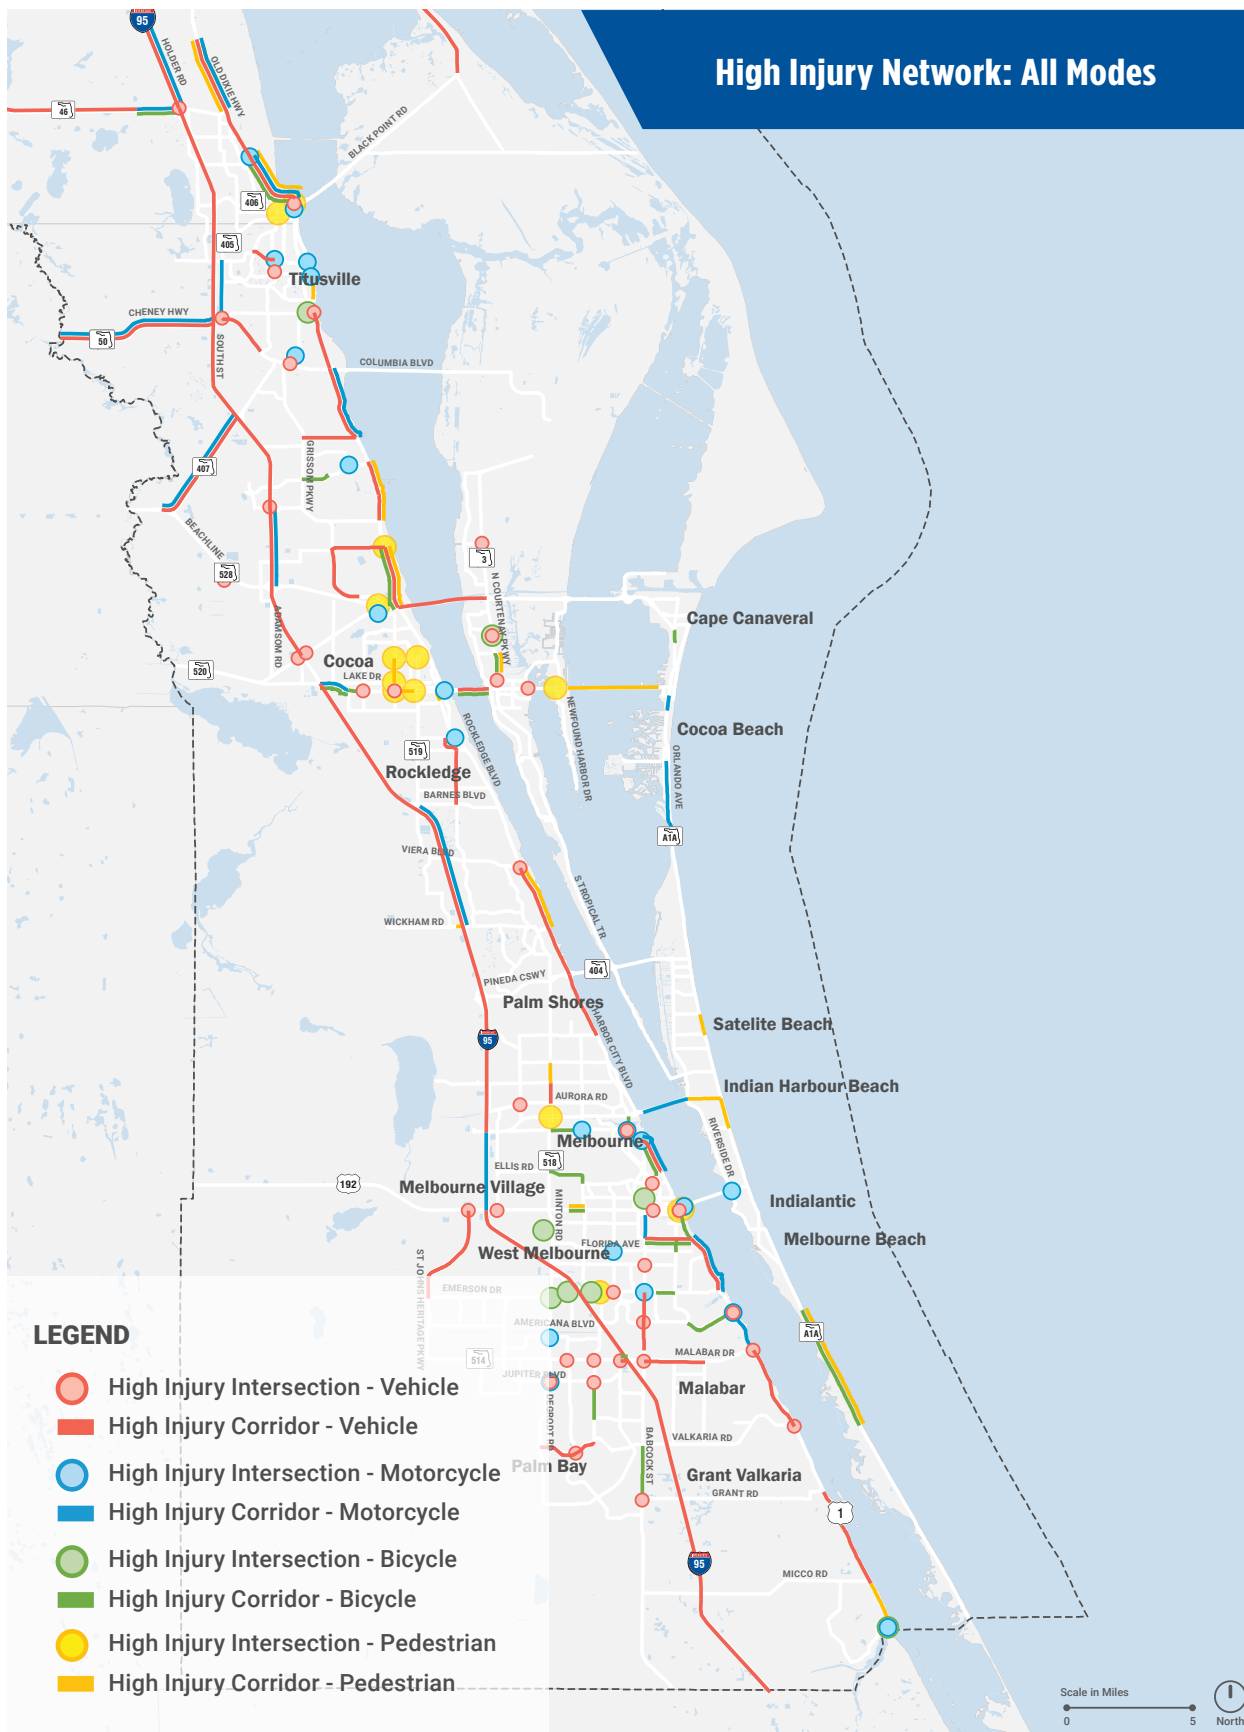 High Injury Network: All Modes
95
HOLDER RD
OLD DIXIE HWY
46
BLACK POINT RD
406
405
Titusville
CHENEY HWY
50
SOUTH ST
COLUMBIA BLVD
GRISSOM PKWY
407
BEACHLINE
528
3
N COURTENAY PKWY
ADAMSOM RD
Cape Canaveral
Cocoa
LAKE DR
520
NEWFOUND HARBOR DR
Cocoa Beach
ROCKLEDGE BLVD
519
Rockledge
ORLANDO AVE
BARNES BLVD
A1A
VIERA BLVD
S TROPICAL TR
WICKHAM RD
404
PINEDA CSWY
Palm Shores
HARBOR CITY BLVD
Satelite Beach
95
Indian Harbour Beach
AURORA RD
RIVERSIDE DR
Melbourne
518
ELLIS RD
192
Melbourne Village
MINTON RD
Indialantic
Melbourne Beach
FLORIDA AVE
West Melbourne
ST JOHNS HERITAGE PKWY
EMERSON DR
AMERICANA BLVD
A1A
514
MALABAR DR
JUPITER BLVD
Malabar
DEGROOT RD
BABCOCK ST
VALKARIA RD
Palm Bay
Grant Valkaria
GRANT RD
1
95
MICCO RD
LEGEND
High Injury Intersection - Vehicle
High Injury Corridor - Vehicle
High Injury Intersection - Motorcycle
High Injury Corridor - Motorcycle
High Injury Intersection - Bicycle
High Injury Corridor - Bicycle
High Injury Intersection - Pedestrian
High Injury Corridor - Pedestrian
Scale in Miles
0 5
North